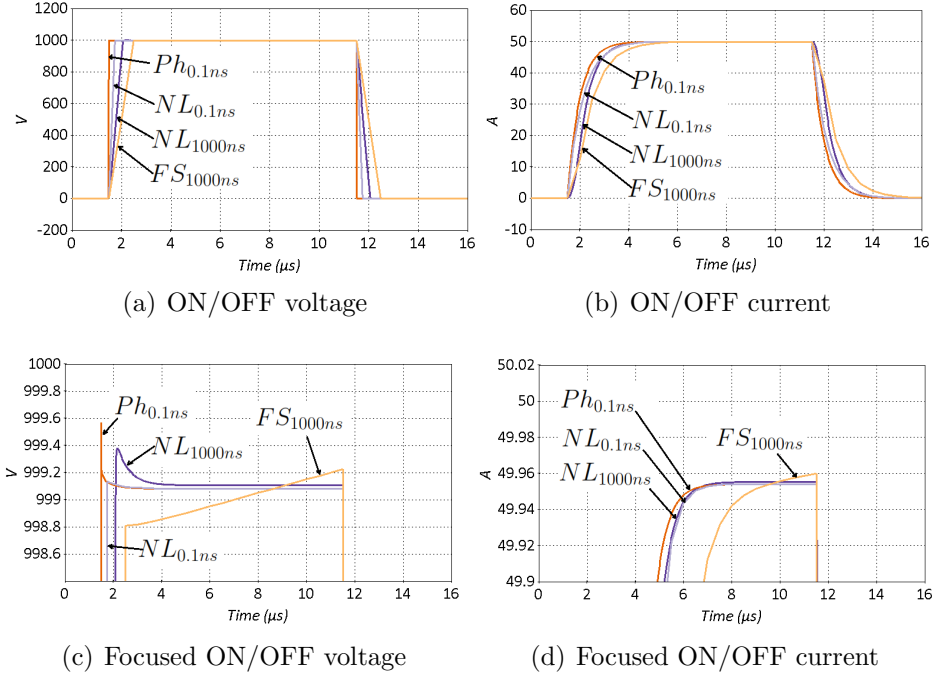 1200
1000
800
600
400
200
0
-200
V
0 2 4 6 8 10 12 14 16
Time (µs)
Ph0.1ns
NL0.1ns
NL1000ns
FS1000ns
(a) ON/OFF voltage
60
50
40
30
20
10
0
-10
A
0 2 4 6 8 10 12 14 16
Time (µs)
Ph0.1ns
NL0.1ns
NL1000ns
FS1000ns
(b) ON/OFF current
1000
999.8
999.6
999.4
999.2
999
998.8
998.6
V
0 2 4 6 8 10 12 14 16
Time (µs)
Ph0.1ns
FS1000ns
NL1000ns
NL0.1ns
(c) Focused ON/OFF voltage
50.02
50
49.98
49.96
49.94
49.92
49.9
A
0 2 4 6 8 10 12 14 16
Time (µs)
Ph0.1ns
NL0.1ns
FS1000ns
NL1000ns
(d) Focused ON/OFF current